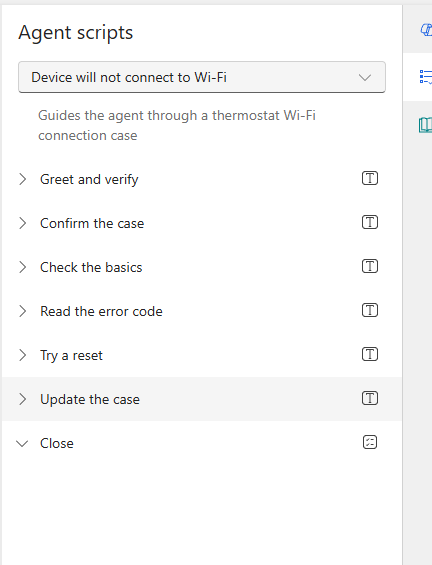 Agent scripts
Device will not connect to Wi-Fi
Guides the agent through a thermostat Wi-Fi
connection case
Greet and verify
Confirm the case
Check the basics
Read the error code
Try a reset
Update the case
Close